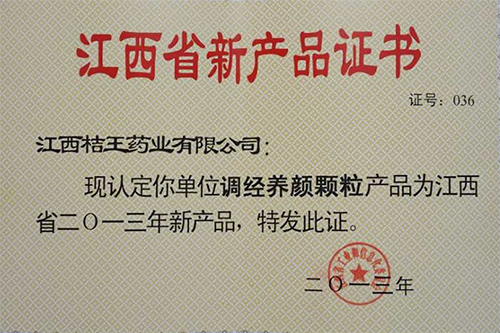 江西省新产品证书
证号：036
江西桔王药业有限公司：
现认定你单位调经养颜颗粒产品为江西
省二〇一三年新产品，特发此证。
二〇一三年